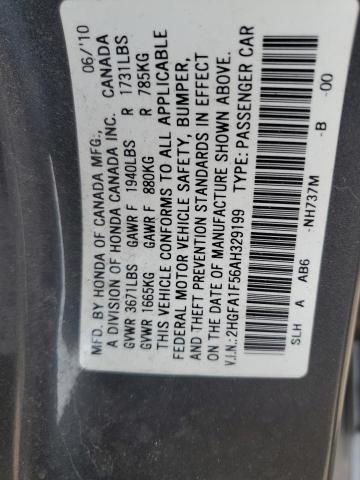 MFD. BY HONDA OF CANADA MFG., 06/'10
A DIVISION OF HONDA CANADA INC. CANADA
GVWR 3671LBS GAWR F 1940LBS R 1731LBS
GVWR 1665KG GAWR F 880KG R 785KG
THIS VEHICLE CONFORMS TO ALL APPLICABLE
FEDERAL MOTOR VEHICLE SAFETY, BUMPER,
AND THEFT PREVENTION STANDARDS IN EFFECT
ON THE DATE OF MANUFACTURE SHOWN ABOVE.
V.I.N.: 2HGFA1F56AH329199 TYPE: PASSENGER CAR
SLH A AB6 -NH737M -B -00